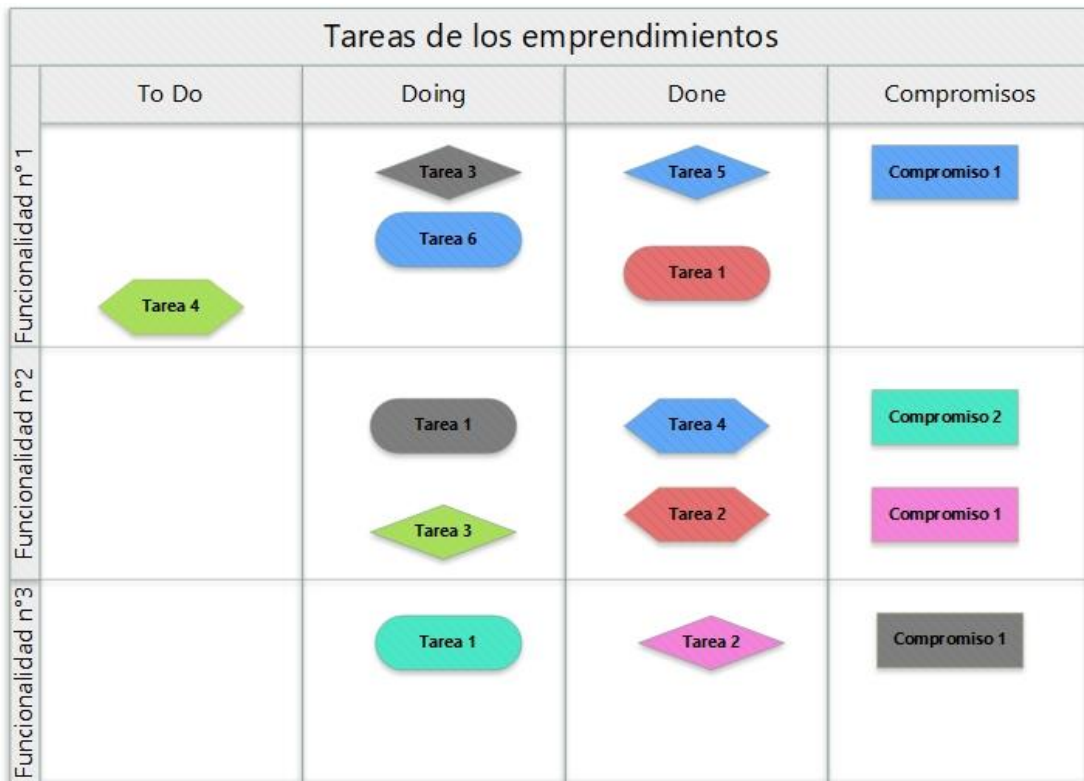 Tareas de los emprendimientos
To Do
Doing
Done
Compromisos
Funcionalidad n° 1
Tarea 3
Tarea 5
Compromiso 1
Tarea 6
Tarea 1
Tarea 4
Funcionalidad n°2
Tarea 1
Tarea 4
Compromiso 2
Tarea 3
Tarea 2
Compromiso 1
Funcionalidad n°3
Tarea 1
Tarea 2
Compromiso 1